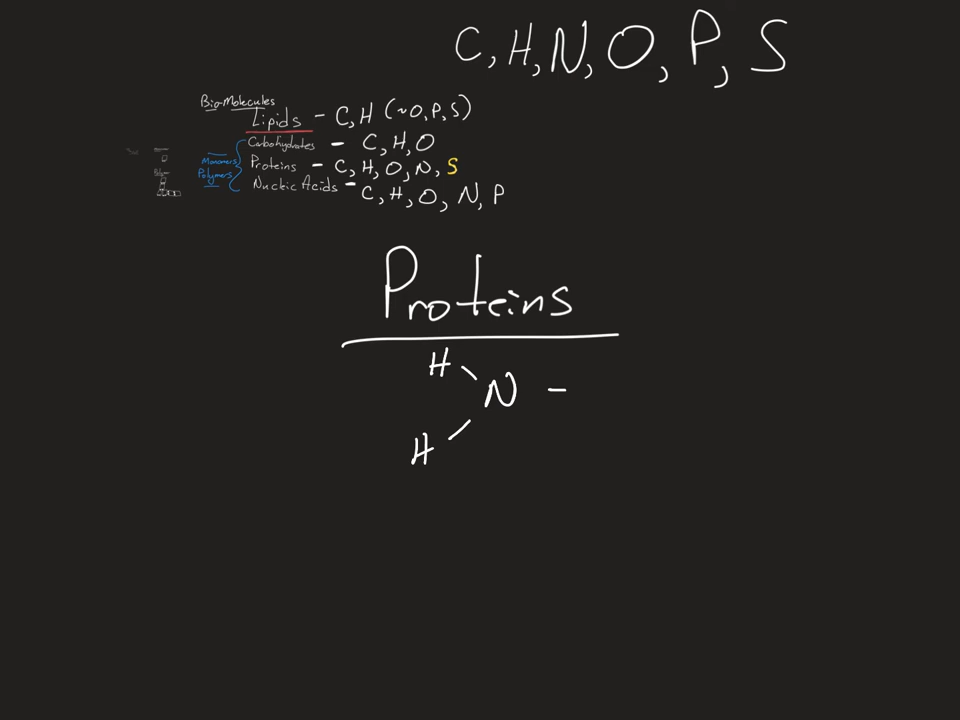 C, H, N, O, P, S
Bio-Molecules
Lipids - C, H (~O, P, S)
Carbohydrates - C, H, O
Monomers
Proteins - C, H, O, N, S
Polymers
Nucleic Acids - C, H, O, N, P
Proteins
H
N -
H